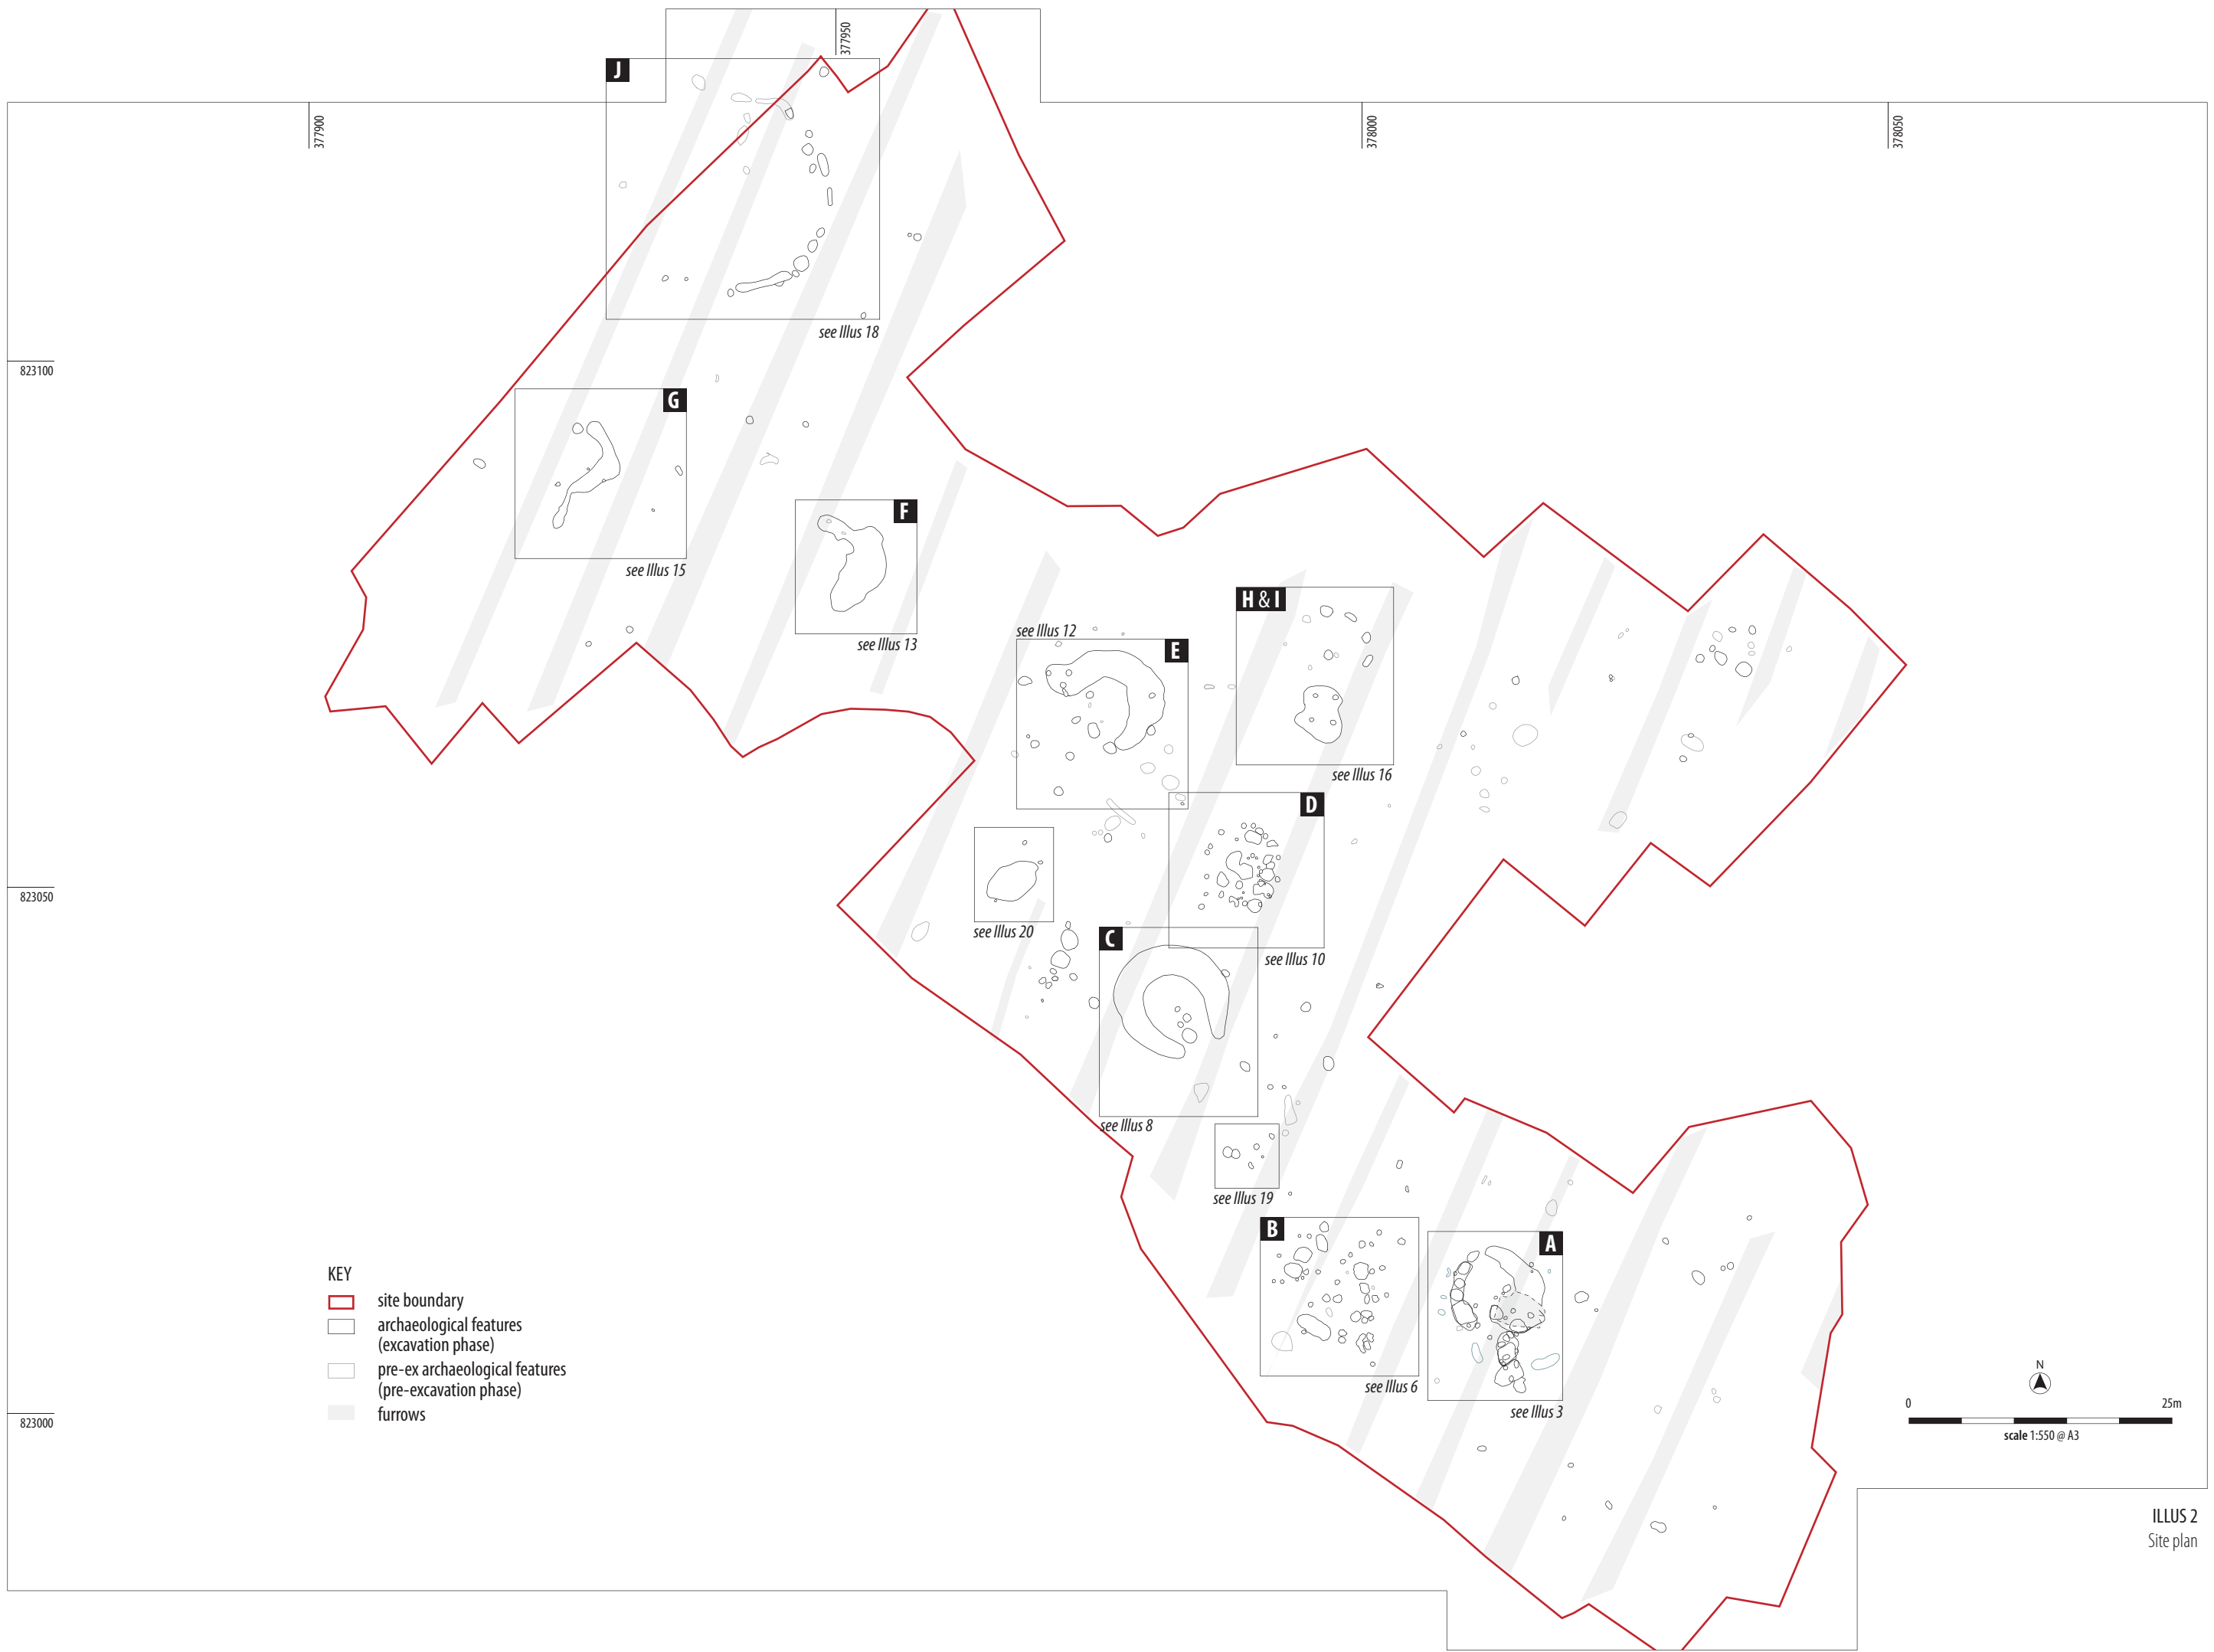 377950
J
377900
378000
378050
see Illus 18
823100
G
see Illus 15
F
see Illus 13
H & I
see Illus 12
E
see Illus 16
D
823050
see Illus 20
C
see Illus 10
see Illus 8
see Illus 19
B
A
see Illus 6
see Illus 3
KEY
site boundary
archaeological features
(excavation phase)
pre-ex archaeological features
(pre-excavation phase)
furrows
823000
N
0
25m
scale 1:550 @ A3
ILLUS 2
Site plan